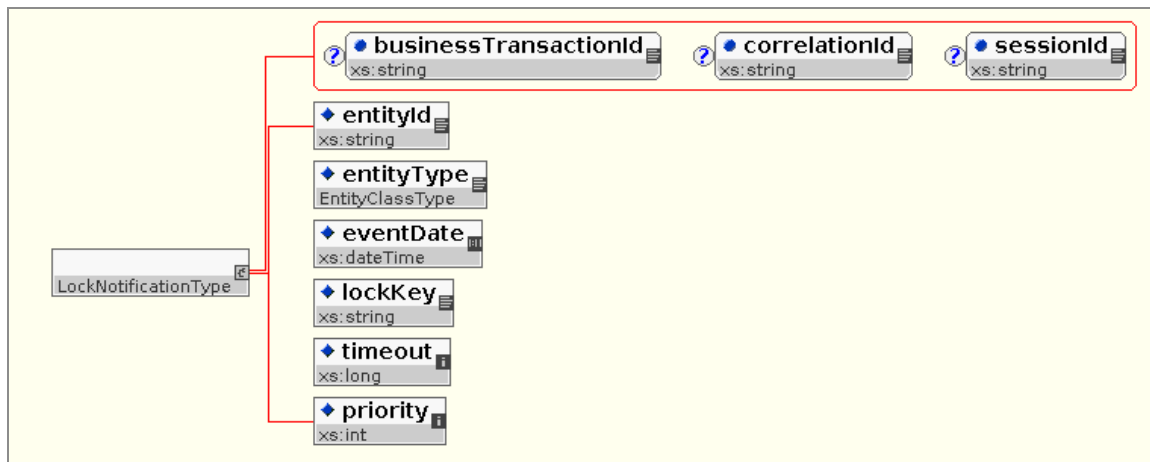 ? businessTransactionId ? correlationId ? sessionId
xs:string xs:string xs:string
entityId
xs:string
entityType
EntityClassType
eventDate
xs:dateTime
LockNotificationType
lockKey
xs:string
timeout
xs:long
priority
xs:int